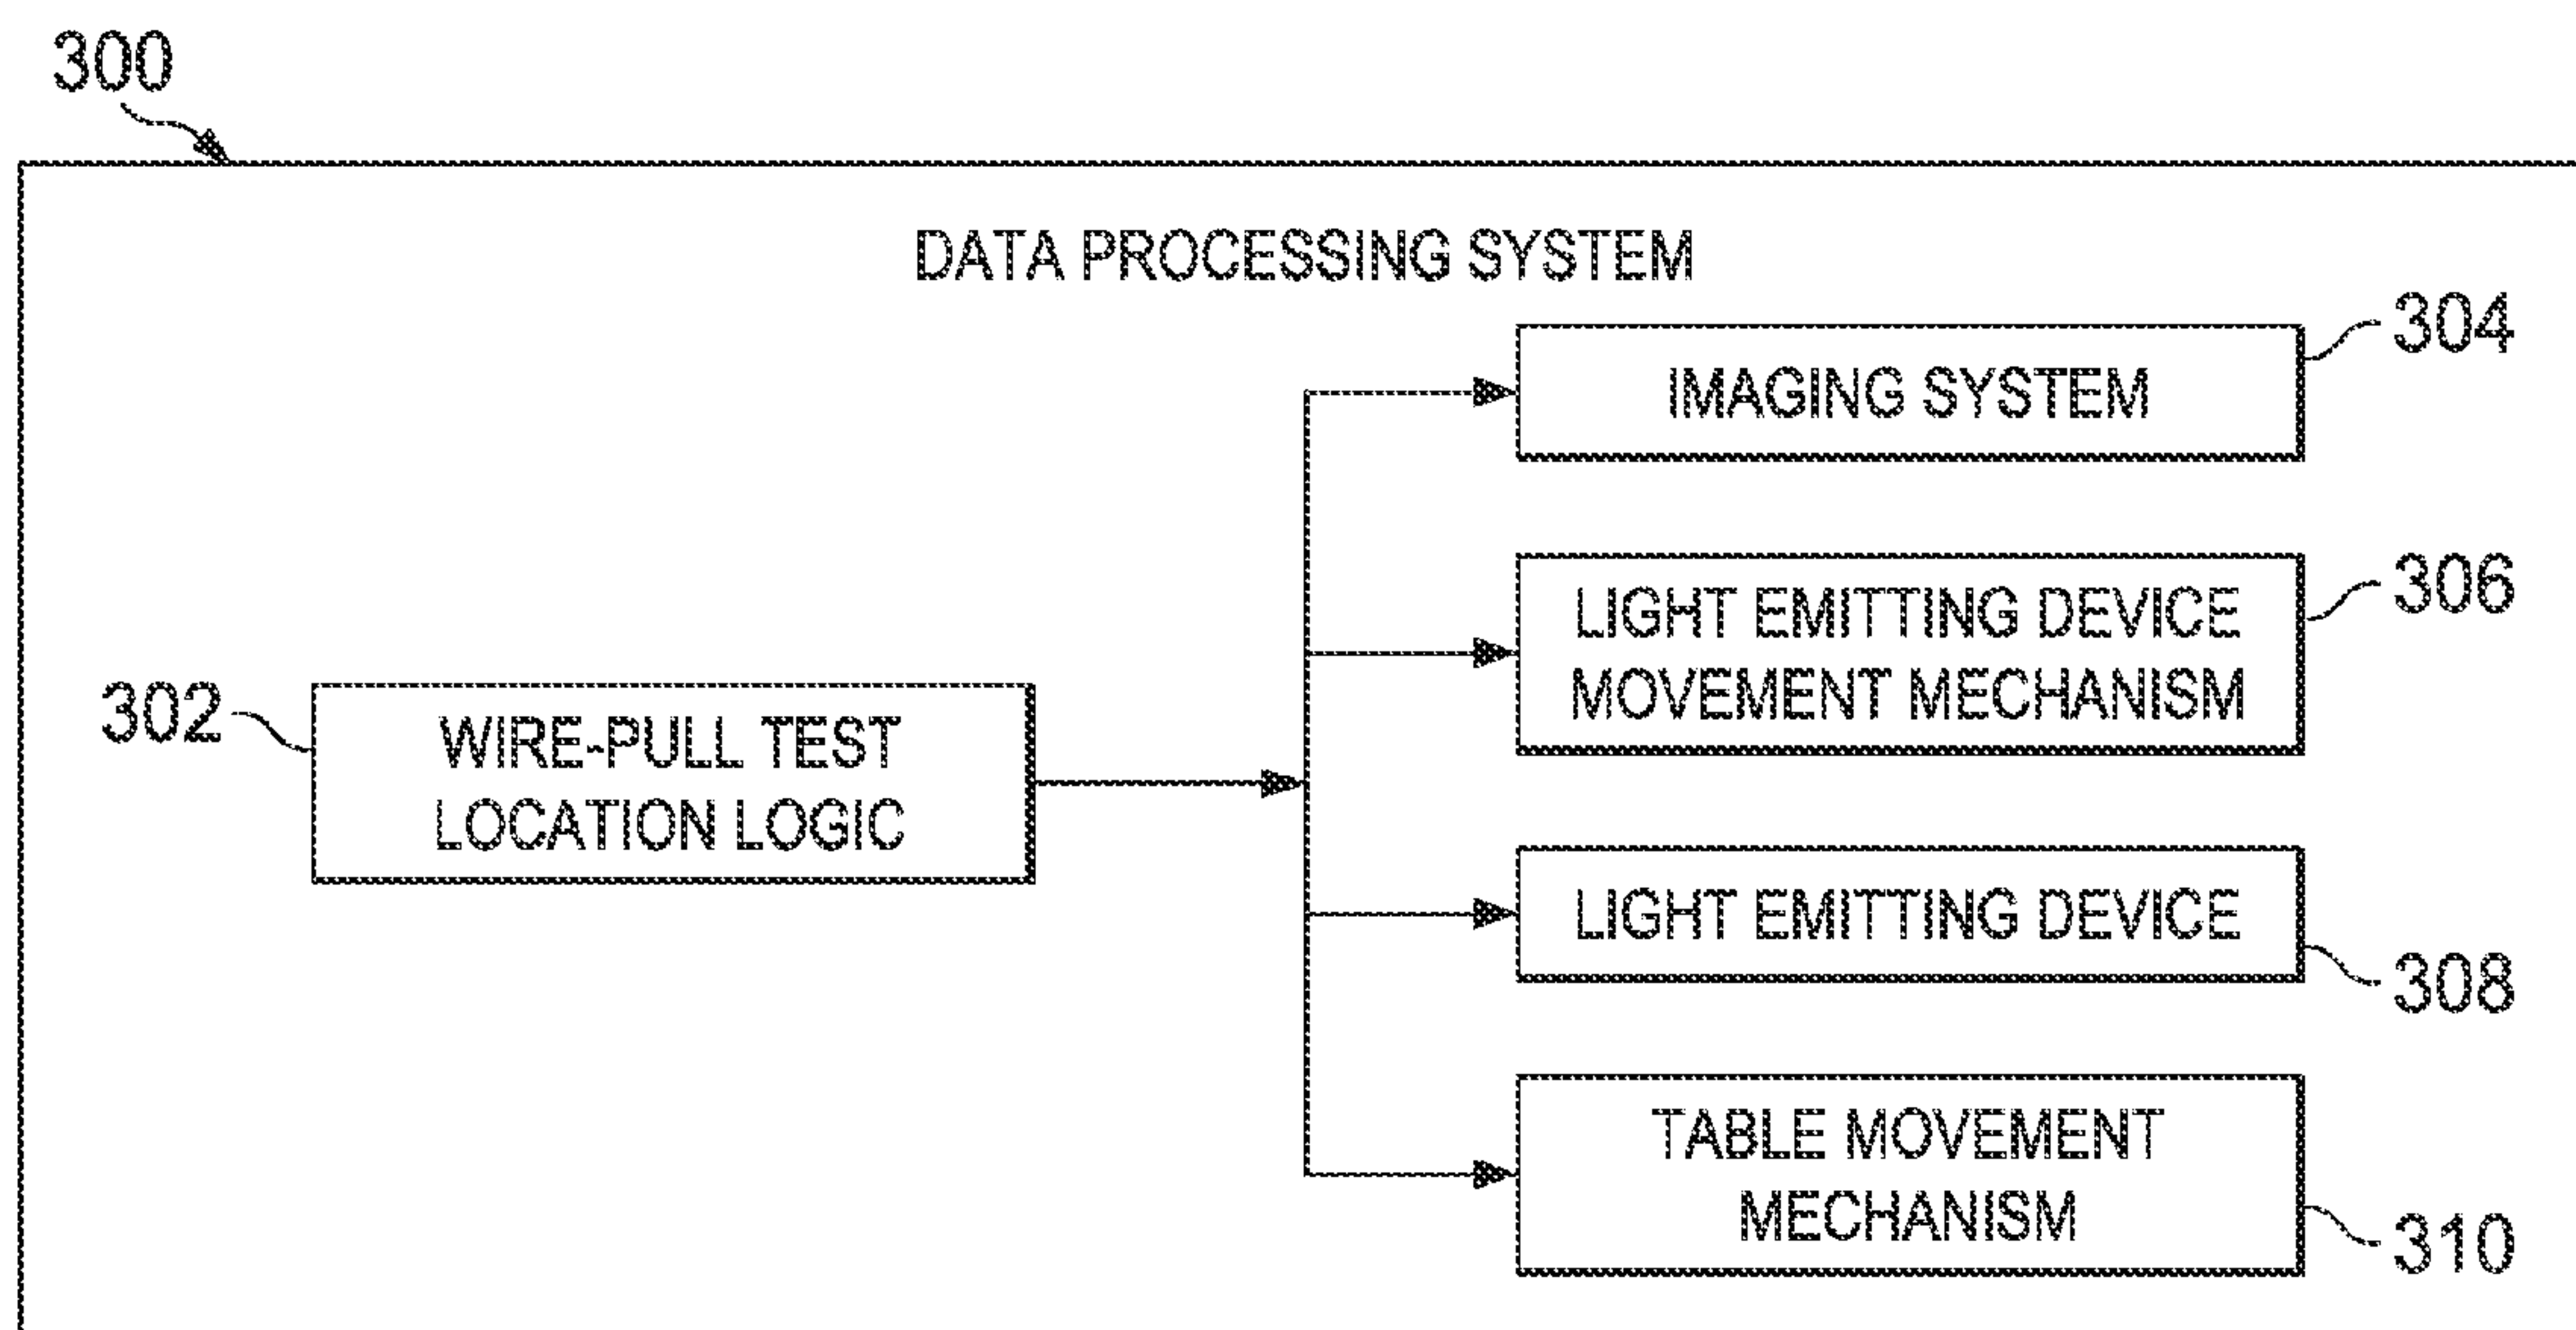 300
DATA PROCESSING SYSTEM
304
IMAGING SYSTEM
306
LIGHT EMITTING DEVICE
MOVEMENT MECHANISM
302
WIRE-PULL TEST
LOCATION LOGIC
LIGHT EMITTING DEVICE
308
TABLE MOVEMENT
MECHANISM
310